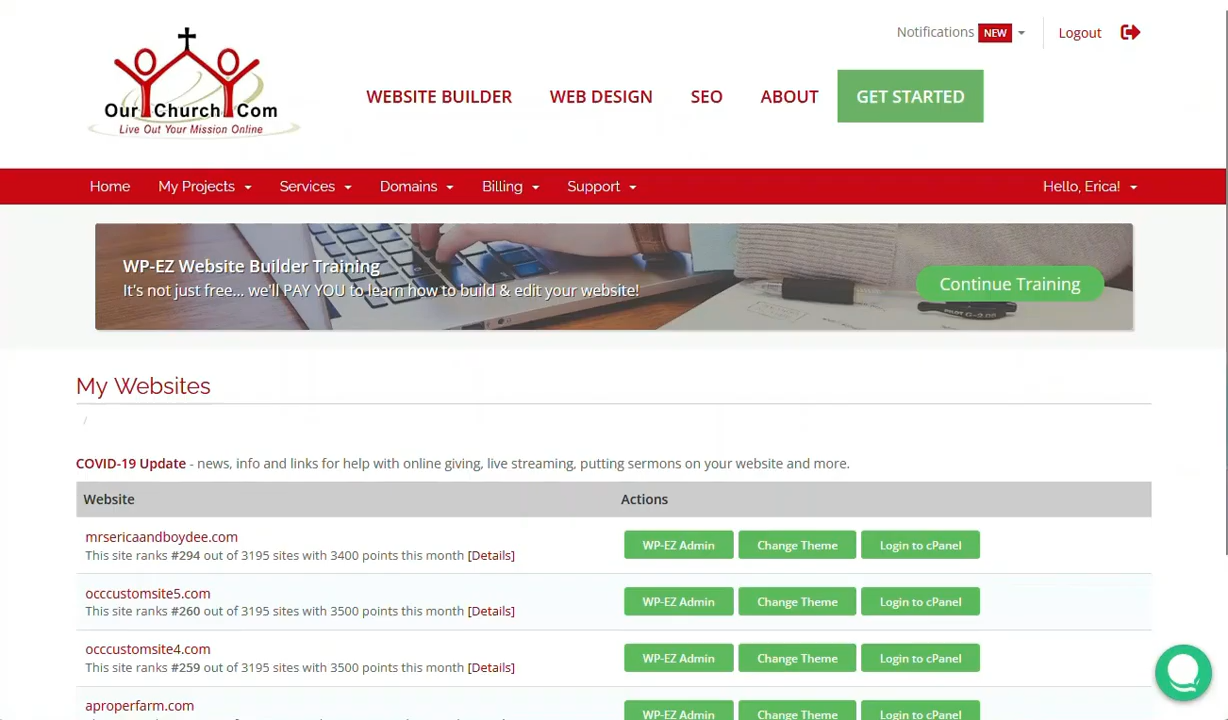 Notifications NEW
Logout
Our Church Com
Live Out Your Mission Online
WEBSITE BUILDER
WEB DESIGN
SEO
ABOUT
GET STARTED
Home
My Projects
Services
Domains
Billing
Support
Hello, Erica!
WP-EZ Website Builder Training
It's not just free... we'll PAY YOU to learn how to build & edit your website!
Continue Training
My Websites
/
COVID-19 Update - news, info and links for help with online giving, live streaming, putting sermons on your website and more.
Website
Actions
mrsericaandboydee.com
This site ranks #294 out of 3195 sites with 3400 points this month [Details]
WP-EZ Admin
Change Theme
Login to cPanel
occcustomsite5.com
This site ranks #260 out of 3195 sites with 3500 points this month [Details]
WP-EZ Admin
Change Theme
Login to cPanel
occcustomsite4.com
This site ranks #259 out of 3195 sites with 3500 points this month [Details]
WP-EZ Admin
Change Theme
Login to cPanel
aproperfarm.com
WP-EZ Admin
Change Theme
Login to cPanel